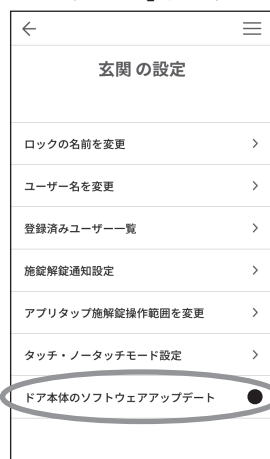 玄関 の設定
ロックの名前を変更
ユーザー名を変更
登録済みユーザー一覧
施錠解錠通知設定
アプリタップ施解錠操作範囲を変更
タッチ・ノータッチモード設定
ドア本体のソフトウェアアップデート